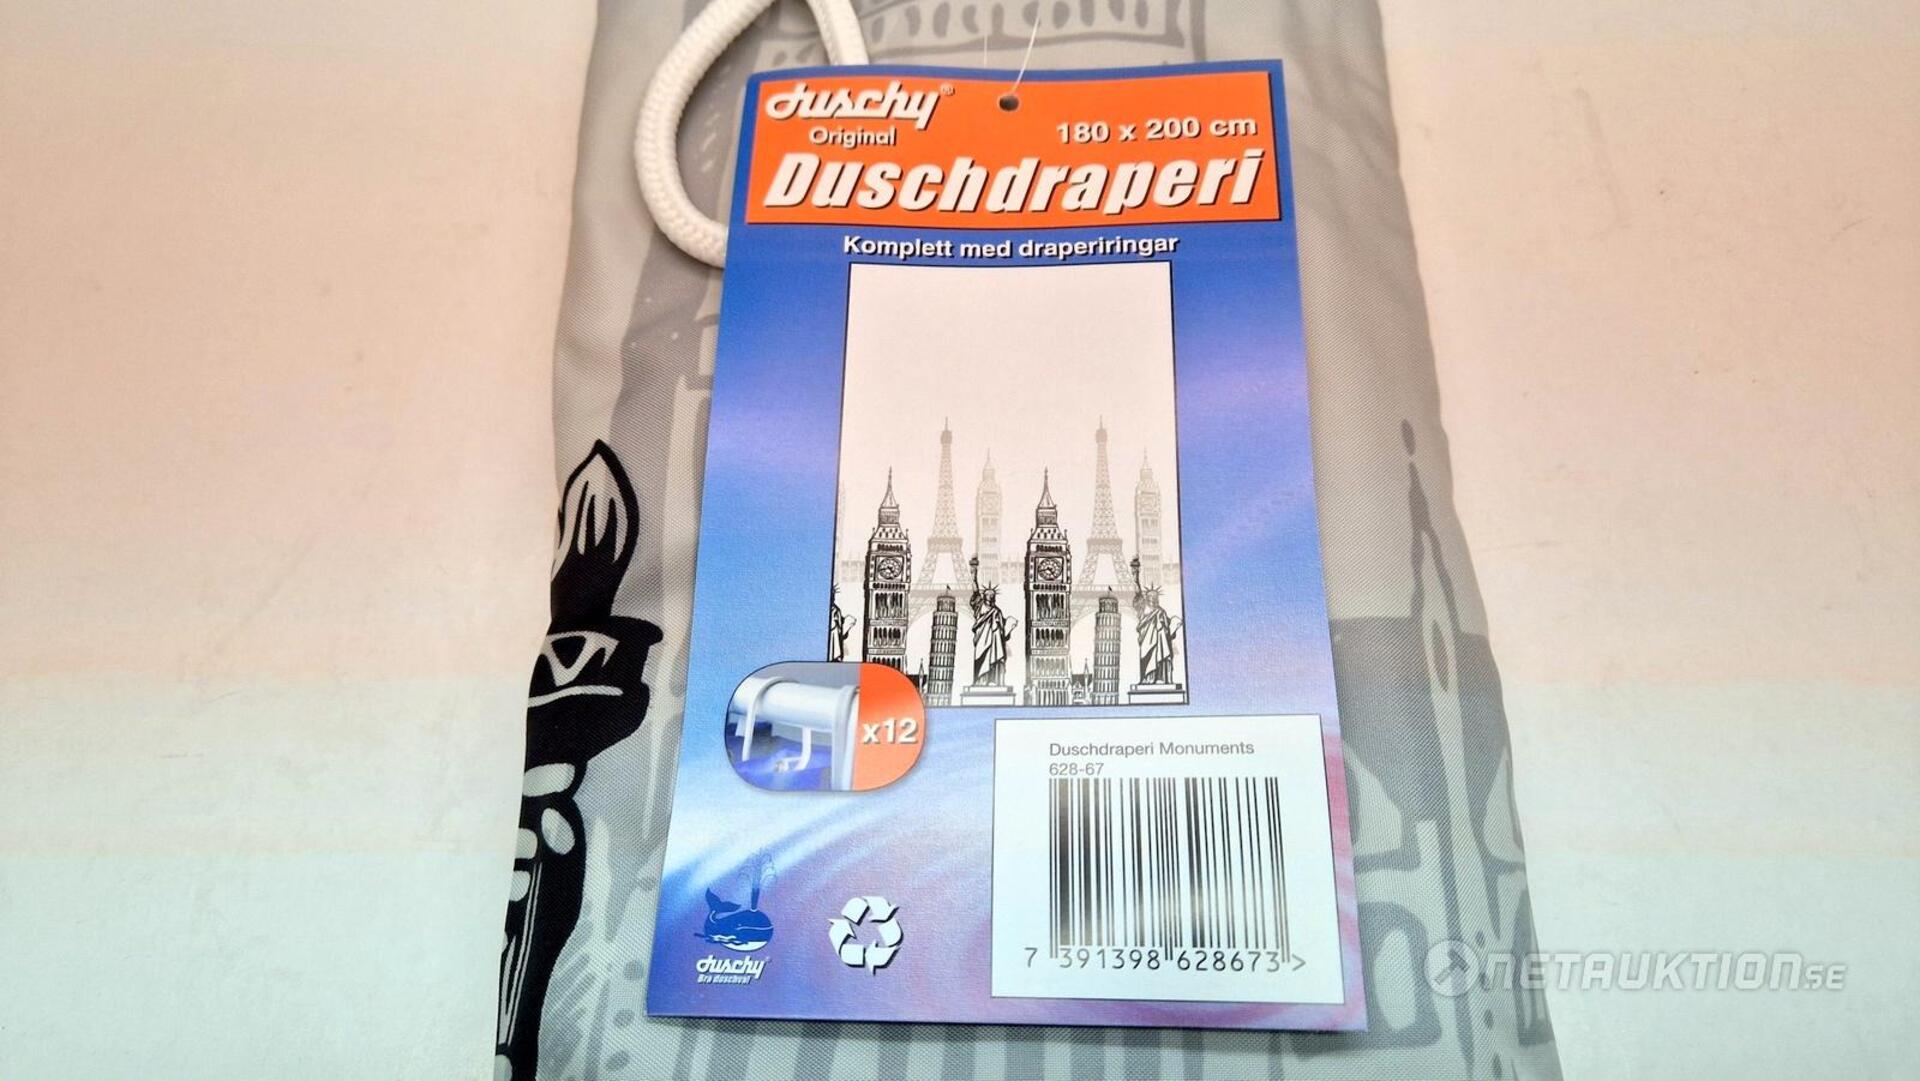 duschy®
Original
180 x 200 cm
Duschdraperi
Komplett med draperiringar
x12
Duschdraperi Monuments
628-67
7 391398 628673 >
duschy®
Bra duschval
NETAUKTION.SE